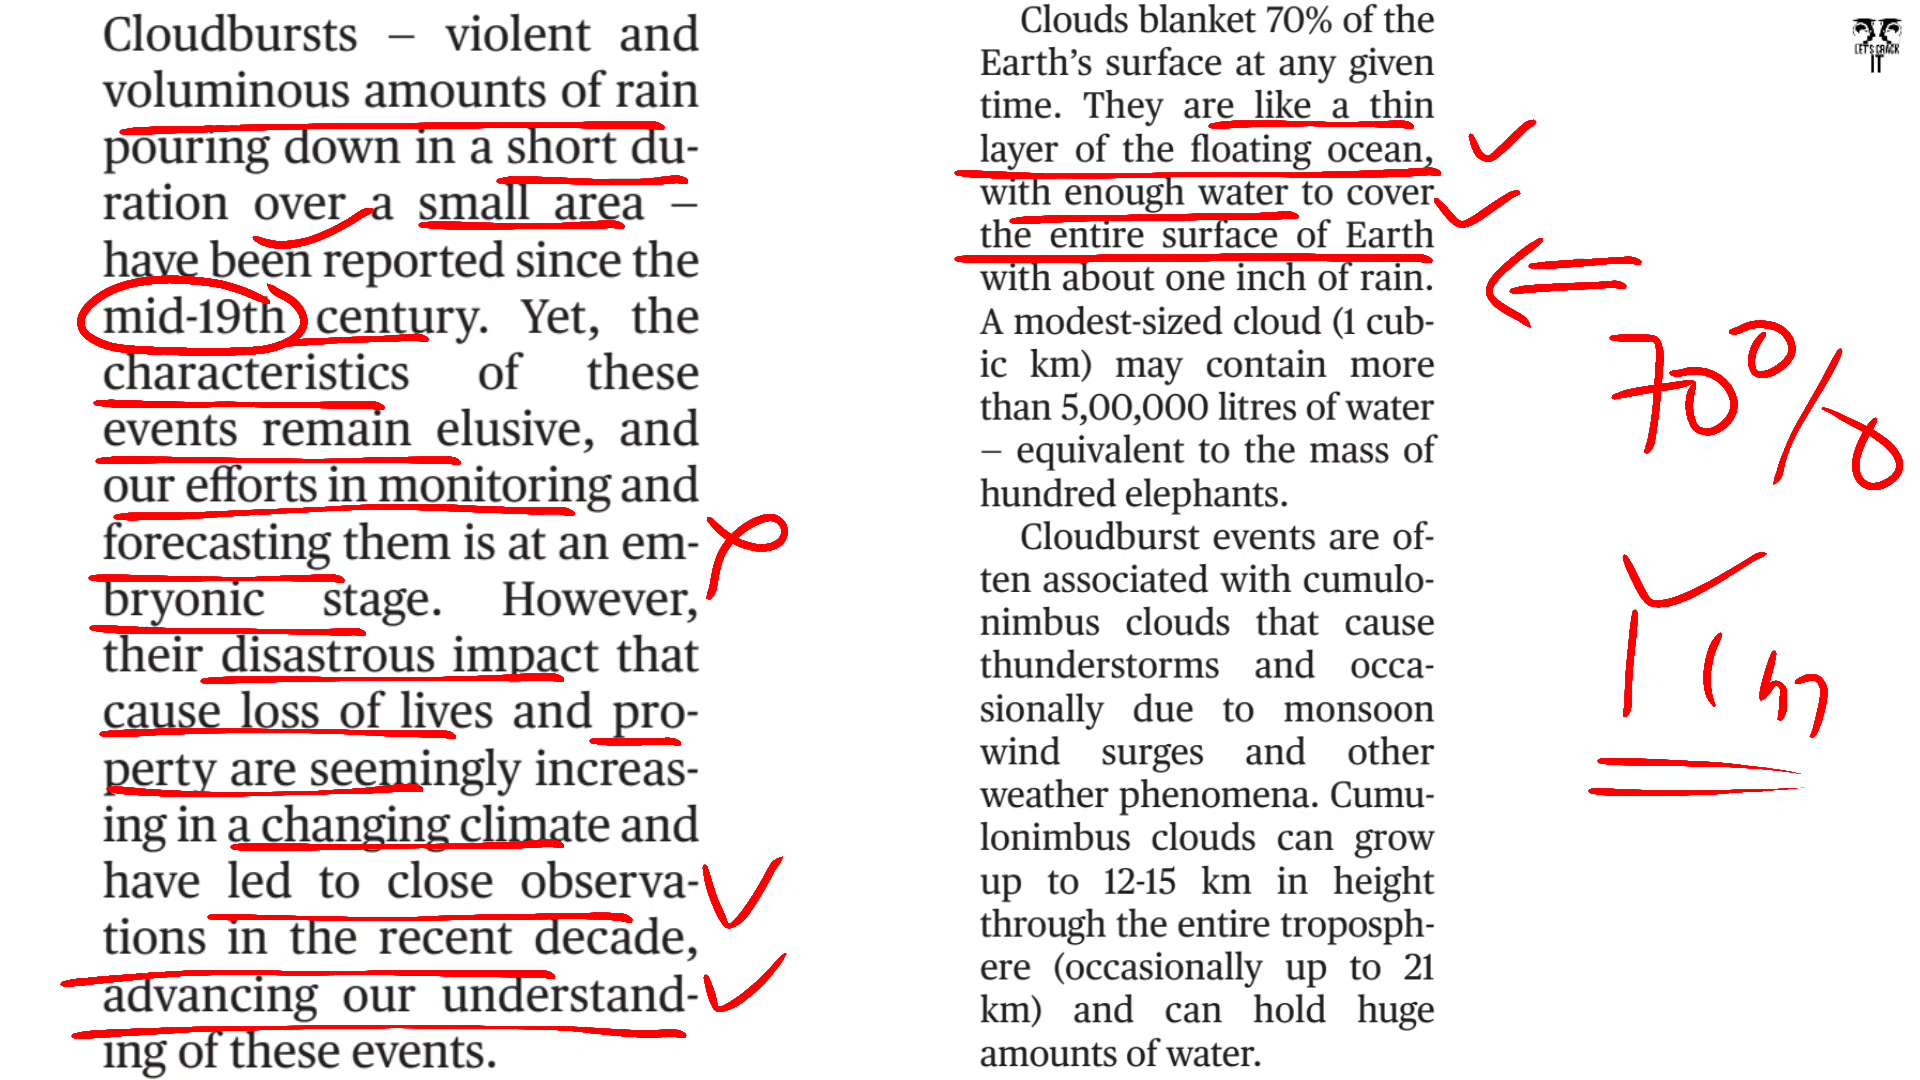 Cloudbursts – violent and
voluminous amounts of rain
pouring down in a short du-
ration over a small area –
have been reported since the
mid-19th century. Yet, the
characteristics of these
events remain elusive, and
our efforts in monitoring and
forecasting them is at an em-
bryonic stage. However,
their disastrous impact that
cause loss of lives and pro-
perty are seemingly increas-
ing in a changing climate and
have led to close observa-
tions in the recent decade,
advancing our understand-
ing of these events.
Clouds blanket 70% of the
Earth’s surface at any given
time. They are like a thin
layer of the floating ocean,
with enough water to cover
the entire surface of Earth
with about one inch of rain.
A modest-sized cloud (1 cub-
ic km) may contain more
than 5,00,000 litres of water
– equivalent to the mass of
hundred elephants.
Cloudburst events are of-
ten associated with cumulo-
nimbus clouds that cause
thunderstorms and occa-
sionally due to monsoon
wind surges and other
weather phenomena. Cumu-
lonimbus clouds can grow
up to 12-15 km in height
through the entire troposph-
ere (occasionally up to 21
km) and can hold huge
amounts of water.
70%
LET'S CRACK
IT